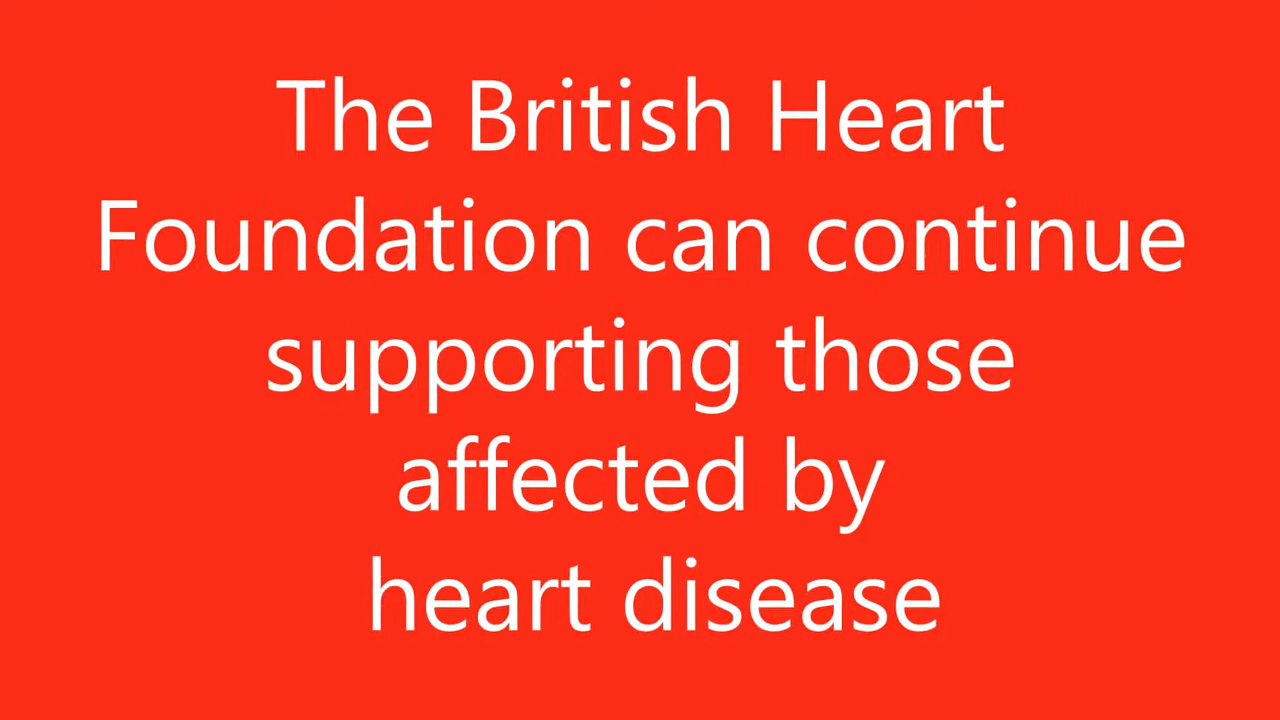 The British Heart
Foundation can continue
supporting those
affected by
heart disease